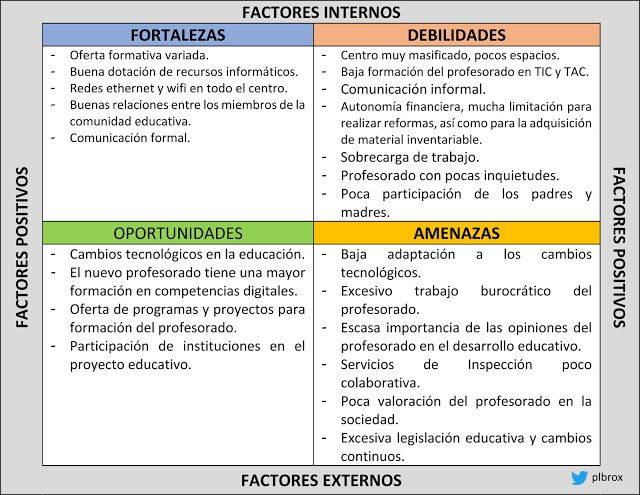 FACTORES INTERNOS
FACTORES POSITIVOS
FORTALEZAS
- Oferta formativa variada.
- Buena dotación de recursos informáticos.
- Redes ethernet y wifi en todo el centro.
- Buenas relaciones entre los miembros de la
comunidad educativa.
- Comunicación formal.
DEBILIDADES
- Centro muy masificado, pocos espacios.
- Baja formación del profesorado en TIC y TAC.
- Comunicación informal.
- Autonomía financiera, mucha limitación para
realizar reformas, así como para la adquisición
de material inventariable.
- Sobrecarga de trabajo.
- Profesorado con pocas inquietudes.
- Poca participación de los padres y
madres.
OPORTUNIDADES
- Cambios tecnológicos en la educación.
- El nuevo profesorado tiene una mayor
formación en competencias digitales.
- Oferta de programas y proyectos para
formación del profesorado.
- Participación de instituciones en el
proyecto educativo.
AMENAZAS
- Baja adaptación a los cambios
tecnológicos.
- Excesivo trabajo burocrático del
profesorado.
- Escasa importancia de las opiniones del
profesorado en el desarrollo educativo.
- Servicios de Inspección poco
colaborativa.
- Poca valoración del profesorado en la
sociedad.
- Excesiva legislación educativa y cambios
continuos.
FACTORES POSITIVOS
FACTORES EXTERNOS
plbrox